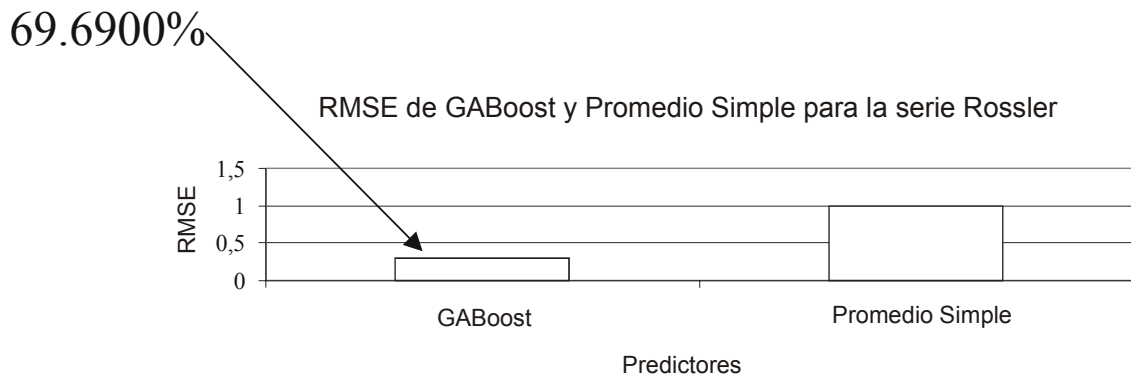 69.6900%
RMSE de GABoost y Promedio Simple para la serie Rossler
1,5
1
0,5
0
RMSE
GABoost
Promedio Simple
Predictores